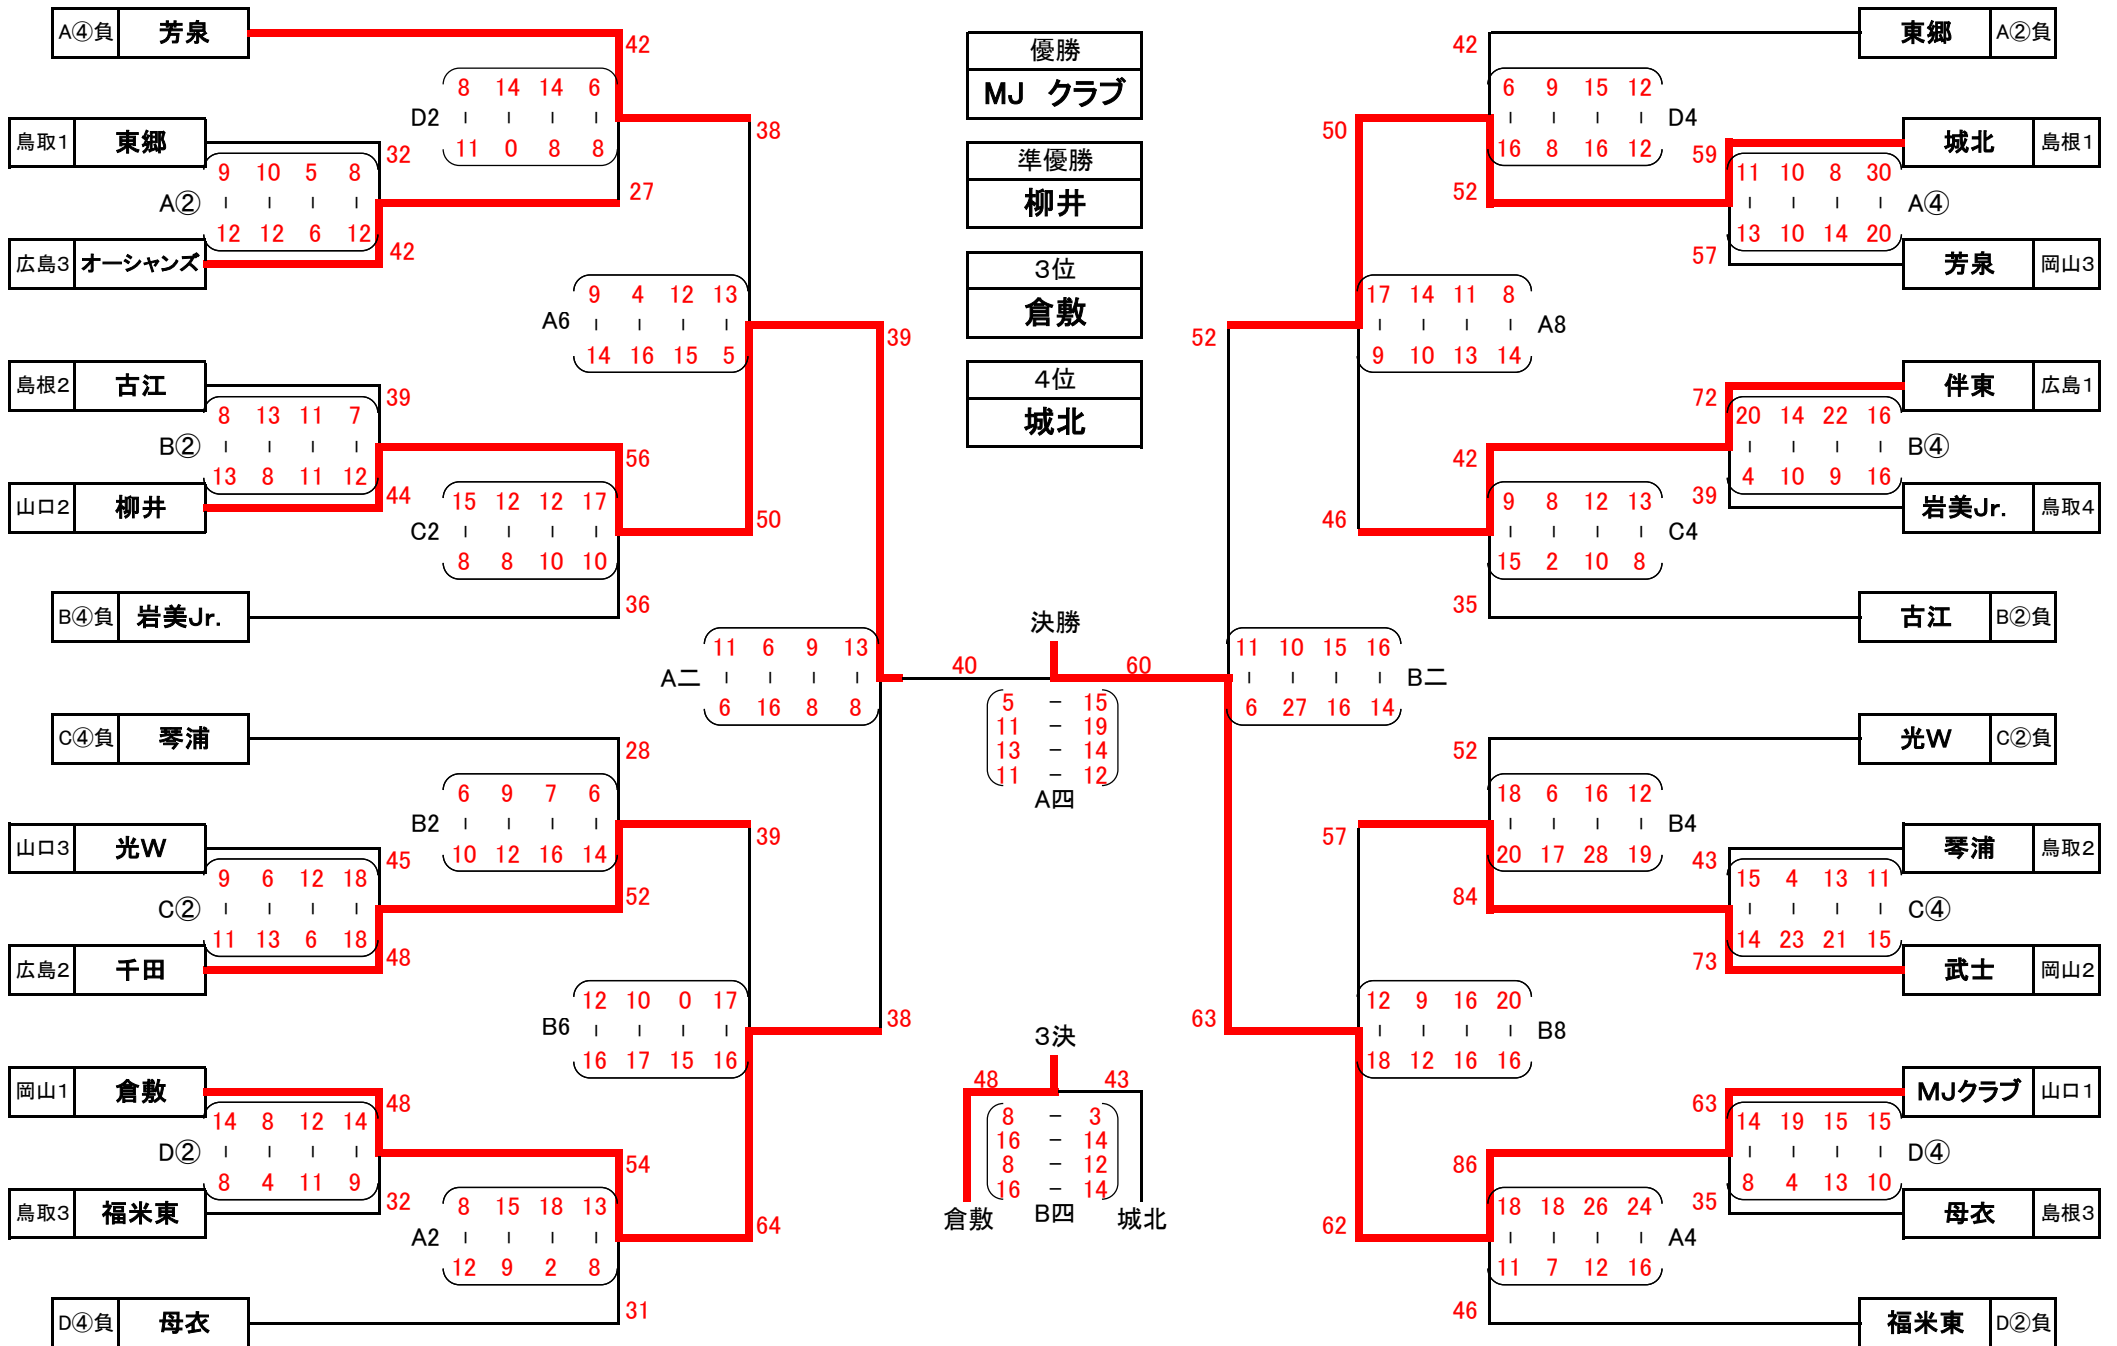 A④負 芳泉
42
8 14 14 6
D2
11 0 8 8
38
鳥取1 東郷
32
9 10 5 8
A②
12 12 6 12
27
広島3 オーシャンズ
42
9 4 12 13
A6
14 16 15 5
39
島根2 古江
39
8 13 11 7
B②
13 8 11 12
56
山口2 柳井
44
15 12 12 17
C2
8 8 10 10
50
B④負 岩美Jr.
36
11 6 9 13
A二
6 16 8 8
C④負 琴浦
28
6 9 7 6
B2
10 12 16 14
39
山口3 光W
45
9 6 12 18
C②
11 13 6 18
52
広島2 千田
48
12 10 0 17
B6
16 17 15 16
38
岡山1 倉敷
48
14 8 12 14
D②
8 4 11 9
54
鳥取3 福米東
32
8 15 18 13
A2
12 9 2 8
64
D④負 母衣
31
優勝
MJ クラブ
準優勝
柳井
3位
倉敷
4位
城北
決勝
40 60
5 - 15
11 - 19
13 - 14
11 - 12
A四
3決
48 43
8 - 3
16 - 14
8 - 12
16 - 14
倉敷 B四 城北
42
東郷 A②負
6 9 15 12
D4
16 8 16 12
50
59
城北 島根1
11 10 8 30
A④
13 10 14 20
52
57
芳泉 岡山3
17 14 11 8
A8
9 10 13 14
52
72
伴東 広島1
20 14 22 16
B④
4 10 9 16
42
39
岩美Jr. 鳥取4
9 8 12 13
C4
15 2 10 8
46
35
古江 B②負
11 10 15 16
B二
6 27 16 14
52
光W C②負
18 6 16 12
B4
20 17 28 19
57
43
琴浦 鳥取2
15 4 13 11
C④
14 23 21 15
84
73
武士 岡山2
12 9 16 20
B8
18 12 16 16
63
63
MJクラブ 山口1
14 19 15 15
D④
8 4 13 10
86
35
母衣 島根3
18 18 26 24
A4
11 7 12 16
62
46
福米東 D②負